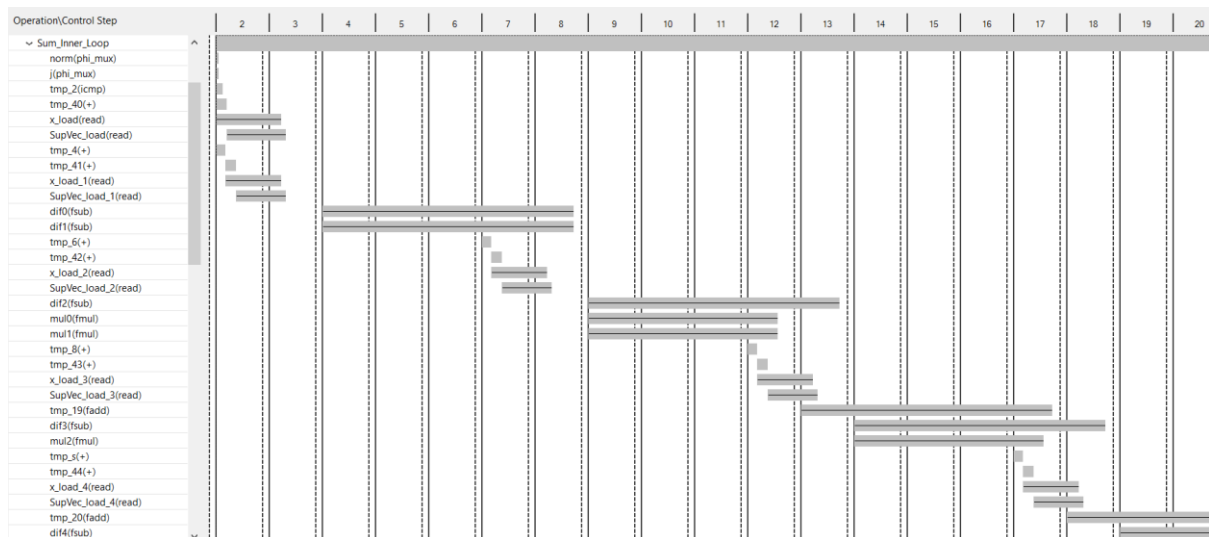 Operation\Control Step 2 3 4 5 6 7 8 9 10 11 12 13 14 15 16 17 18 19 20
Sum_Inner_Loop
norm(phi_mux)
j(phi_mux)
tmp_2(icmp)
tmp_40(+)
x_load(read)
SupVec_load(read)
tmp_4(+)
tmp_41(+)
x_load_1(read)
SupVec_load_1(read)
dif0(fsub)
dif1(fsub)
tmp_6(+)
tmp_42(+)
x_load_2(read)
SupVec_load_2(read)
dif2(fsub)
mul0(fmul)
mul1(fmul)
tmp_8(+)
tmp_43(+)
x_load_3(read)
SupVec_load_3(read)
tmp_19(fadd)
dif3(fsub)
mul2(fmul)
tmp_s(+)
tmp_44(+)
x_load_4(read)
SupVec_load_4(read)
tmp_20(fadd)
dif4(fsub)